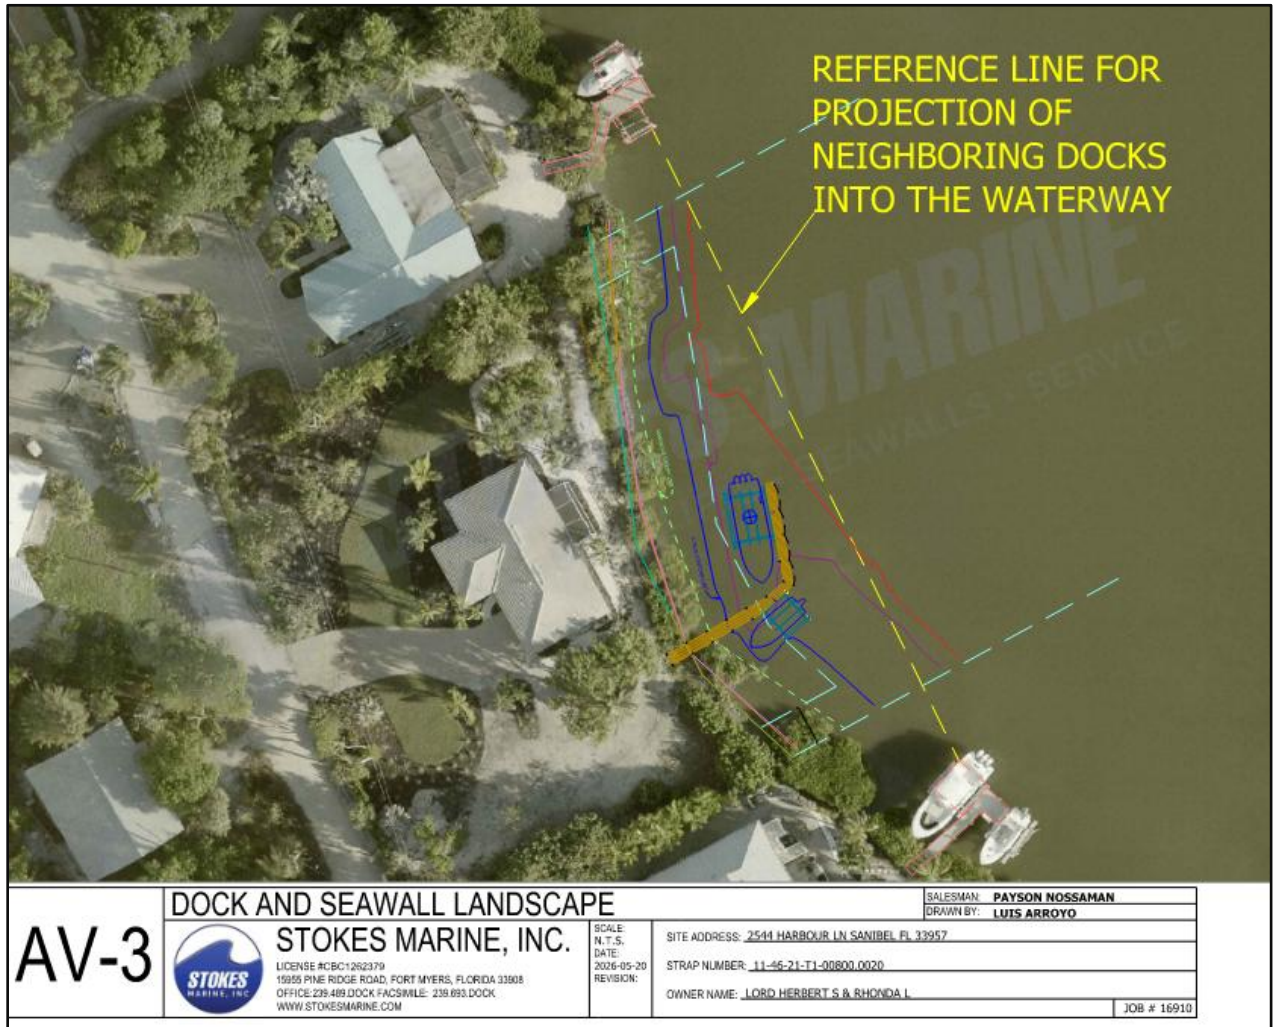 REFERENCE LINE FOR
PROJECTION OF
NEIGHBORING DOCKS
INTO THE WATERWAY
S MARINE
SEAWALLS SERVICE
AV-3
DOCK AND SEAWALL LANDSCAPE
STOKES
MARINE, INC
STOKES MARINE, INC.
LICENSE #CBC1262379
15955 PINE RIDGE ROAD, FORT MYERS, FLORIDA 33908
OFFICE:239.489.DOCK FACSIMILE: 239.693.DOCK
WWW.STOKESMARINE.COM
SCALE:
N.T.S.
DATE:
2026-05-20
REVISION:
SALESMAN: PAYSON NOSSAMAN
DRAWN BY: LUIS ARROYO
SITE ADDRESS: 2544 HARBOUR LN SANIBEL FL 33957
STRAP NUMBER: 11-46-21-T1-00800.0020
OWNER NAME: LORD HERBERT S & RHONDA L
JOB # 16910